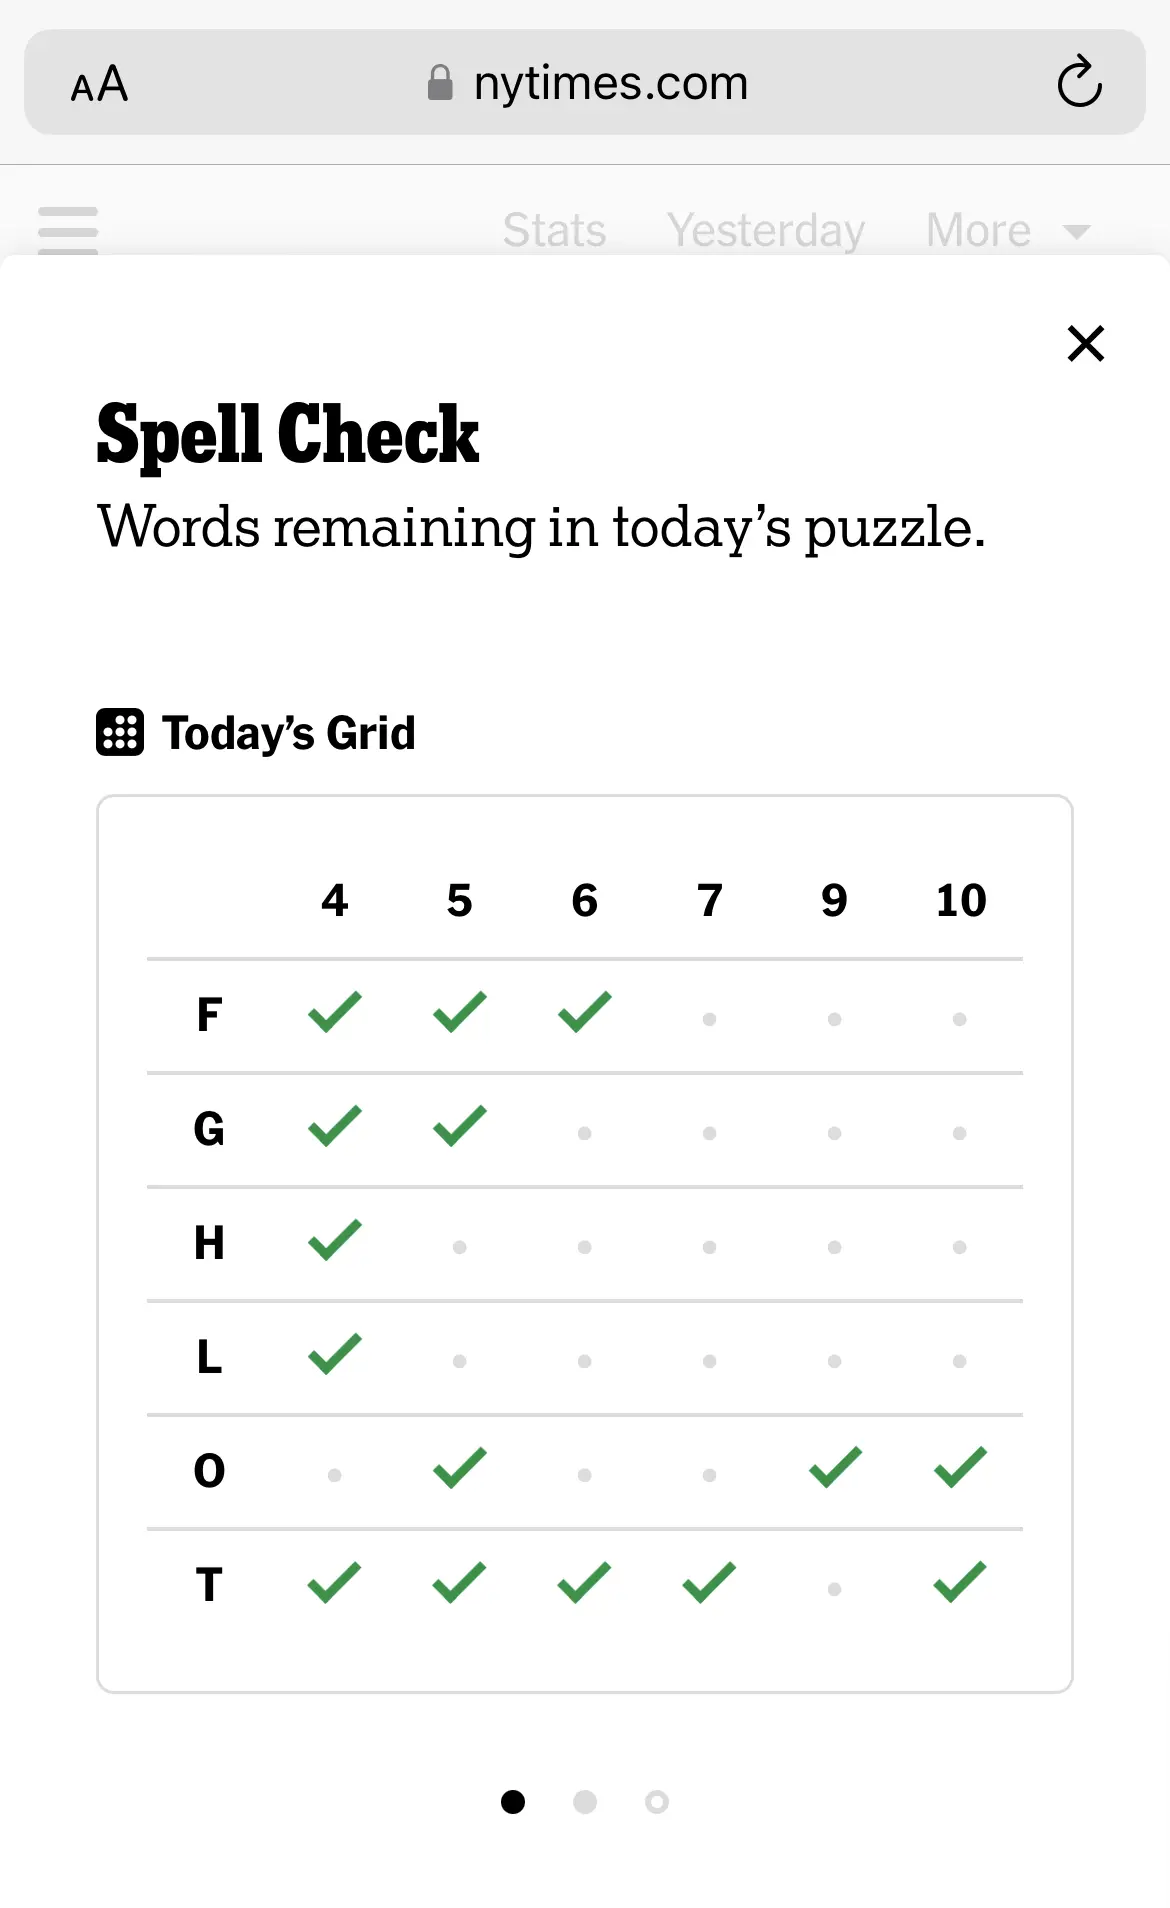 AA nytimes.com
Stats Yesterday More
Spell Check
Words remaining in today's puzzle.
Today's Grid
4 5 6 7 9 10
F
G
H
L
O
T